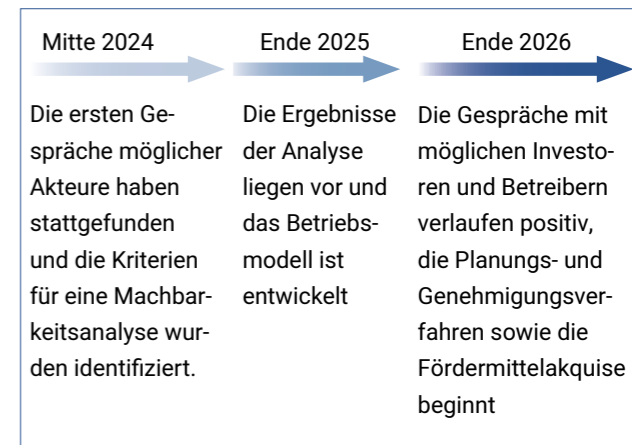 Mitte 2024
Die ersten Ge-
spräche möglicher
Akteure haben
stattgefunden
und die Kriterien
für eine Machbar-
keitsanalyse wur-
den identifiziert.
Ende 2025
Die Ergebnisse
der Analyse
liegen vor und
das Betriebs-
modell ist
entwickelt
Ende 2026
Die Gespräche mit
möglichen Investo-
ren und Betreibern
verlaufen positiv,
die Planungs- und
Genehmigungsver-
fahren sowie die
Fördermittelakquise
beginnt